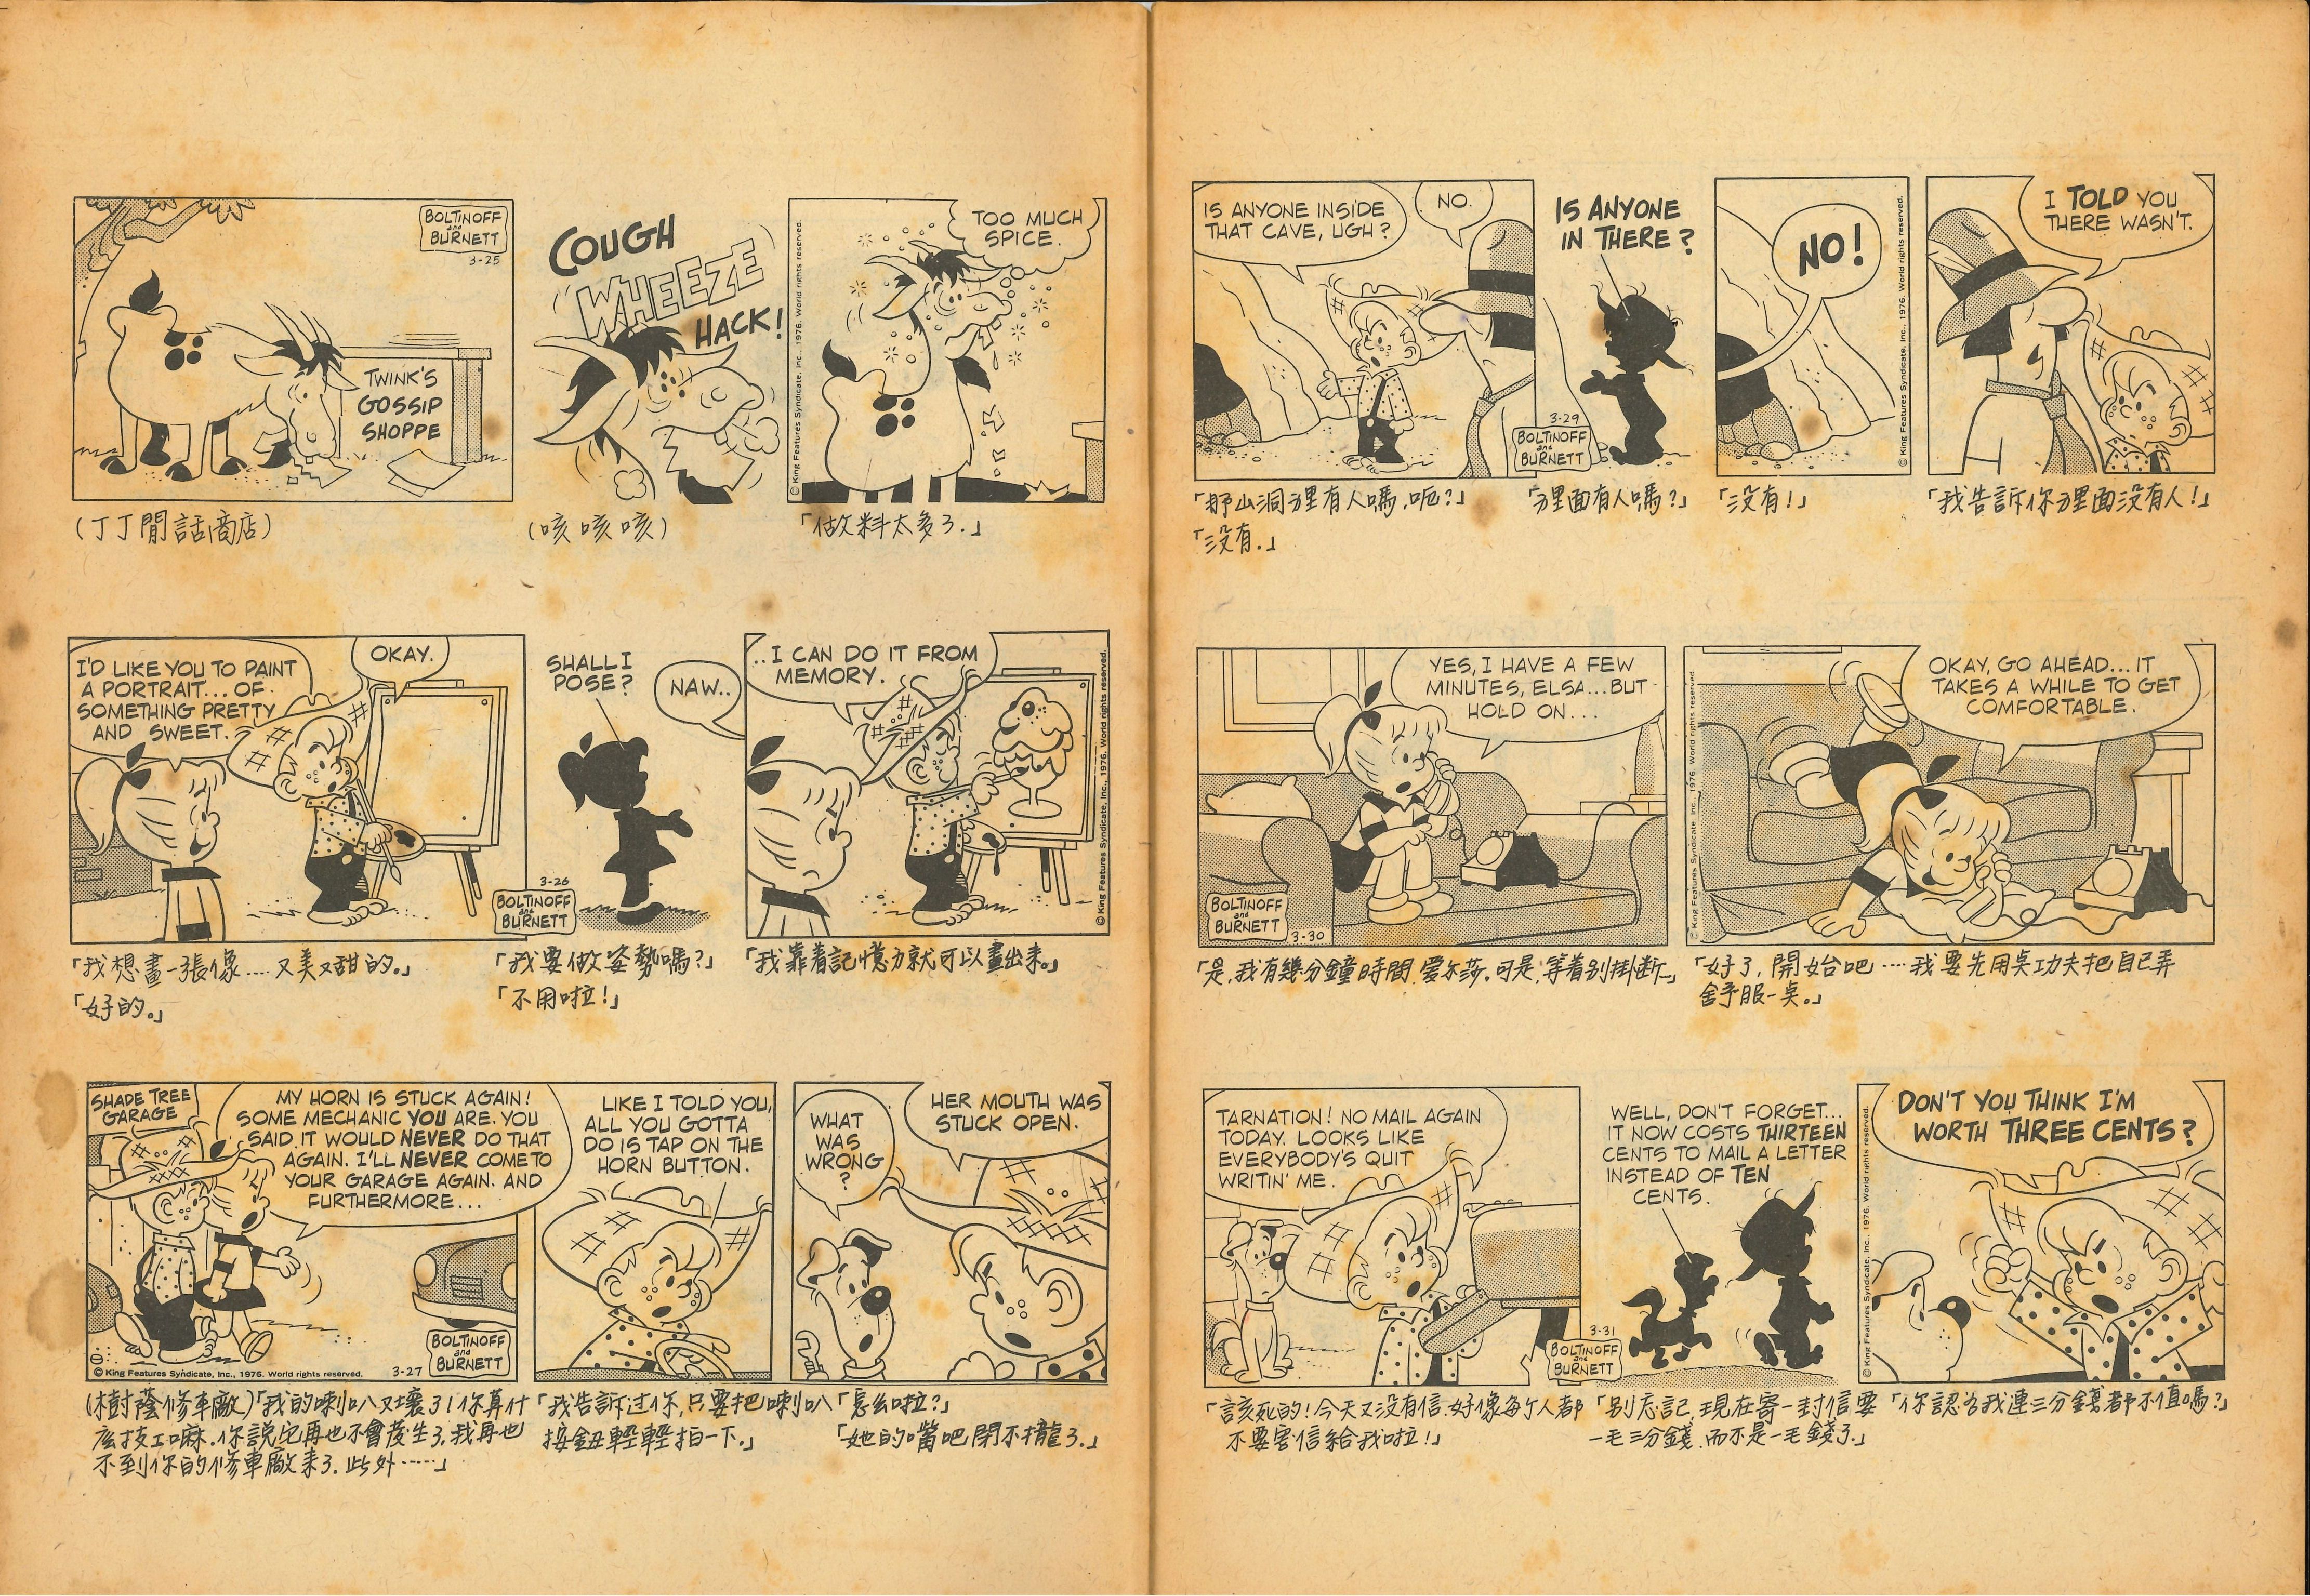 BOLTINOFF
and
BURNETT
3-25
TWINK'S
GOSSIP
SHOPPE
COUGH
WHEEZE
HACK!
© King Features Syndicate, Inc., 1976. World rights reserved.
TOO MUCH
SPICE.
(丁丁閒話商店)
(咳咳咳)
「做料太多了.」
I'D LIKE YOU TO PAINT
A PORTRAIT... OF
SOMETHING PRETTY
AND SWEET.
OKAY.
3-26
BOLTINOFF
and
BURNETT
SHALL I
POSE?
NAW..
..I CAN DO IT FROM
MEMORY.
© King Features Syndicate, Inc., 1976. World rights reserved.
「我想畫一張像....又美又甜的。」
「好的。」
「我要做姿勢嗎?」
「不用啦!」
「我靠着記憶力就可以畫出来。」
SHADE TREE
GARAGE
MY HORN IS STUCK AGAIN!
SOME MECHANIC YOU ARE. YOU
SAID IT WOULD NEVER DO THAT
AGAIN. I'LL NEVER COME TO
YOUR GARAGE AGAIN. AND
FURTHERMORE...
© King Features Syndicate, Inc., 1976. World rights reserved.
3-27
BOLTINOFF
and
BURNETT
LIKE I TOLD YOU,
ALL YOU GOTTA
DO IS TAP ON THE
HORN BUTTON.
WHAT
WAS
WRONG
?
HER MOUTH WAS
STUCK OPEN.
(樹蔭修車廠)「我的喇叭又壞了!你算什
麽技工嘛.你説它再也不會發生了.我再也
不到你的修車廠来了.此外……」
「我告訴过你,只要把喇叭
按鈕輕輕拍一下.」
「怎么啦?」
「她的嘴吧閉不攏了.」
IS ANYONE INSIDE
THAT CAVE, UGH?
NO.
IS ANYONE
IN THERE?
3-29
BOLTINOFF
and
BURNETT
NO!
© King Features Syndicate, Inc., 1976. World rights reserved.
I TOLD YOU
THERE WASN'T.
「那山洞裡有人嗎,呃?」
「没有.」
「裡面有人嗎?」
「没有!」
「我告訴你裡面没有人!」
YES, I HAVE A FEW
MINUTES, ELSA...BUT
HOLD ON...
BOLTINOFF
and
BURNETT
3-30
© King Features Syndicate, Inc., 1976. World rights reserved.
OKAY, GO AHEAD...IT
TAKES A WHILE TO GET
COMFORTABLE.
「是,我有幾分鐘時間.爱尔莎.可是,等着别掛断」
「好了,開始吧....我要先用点功夫把自己弄
舍予服一点。」
TARNATION! NO MAIL AGAIN
TODAY. LOOKS LIKE
EVERYBODY'S QUIT
WRITIN' ME.
3-31
BOLTINOFF
and
BURNETT
WELL, DON'T FORGET...
IT NOW COSTS THIRTEEN
CENTS TO MAIL A LETTER
INSTEAD OF TEN
CENTS.
© King Features Syndicate, Inc., 1976. World rights reserved.
DON'T YOU THINK I'M
WORTH THREE CENTS?
「該死的!今天又没有信.好像每个人都
不要寫信給我啦!」
「别忘記,現在寄一封信要
一毛三分錢.而不是一毛錢了.」
「你認為我連三分錢都不值嗎?」